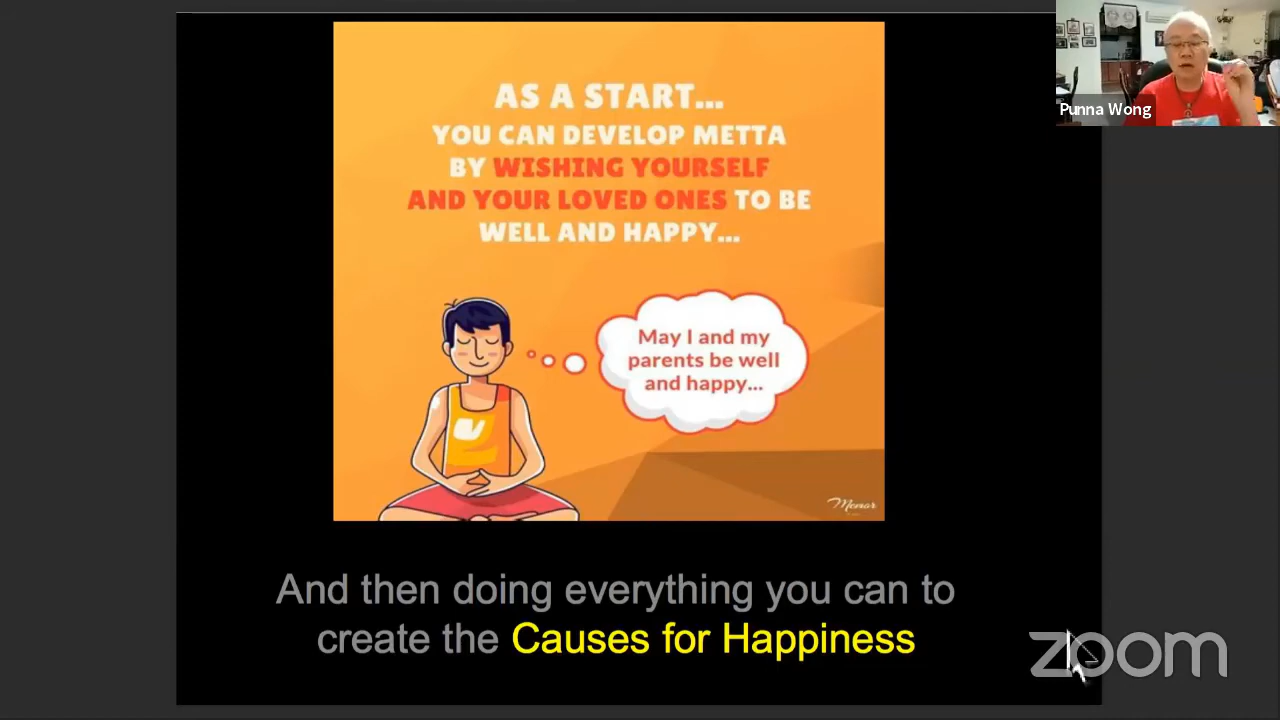 Punna Wong
AS A START...
YOU CAN DEVELOP METTA
BY WISHING YOURSELF
AND YOUR LOVED ONES TO BE
WELL AND HAPPY...
May I and my
parents be well
and happy...
And then doing everything you can to
create the Causes for Happiness
zoom